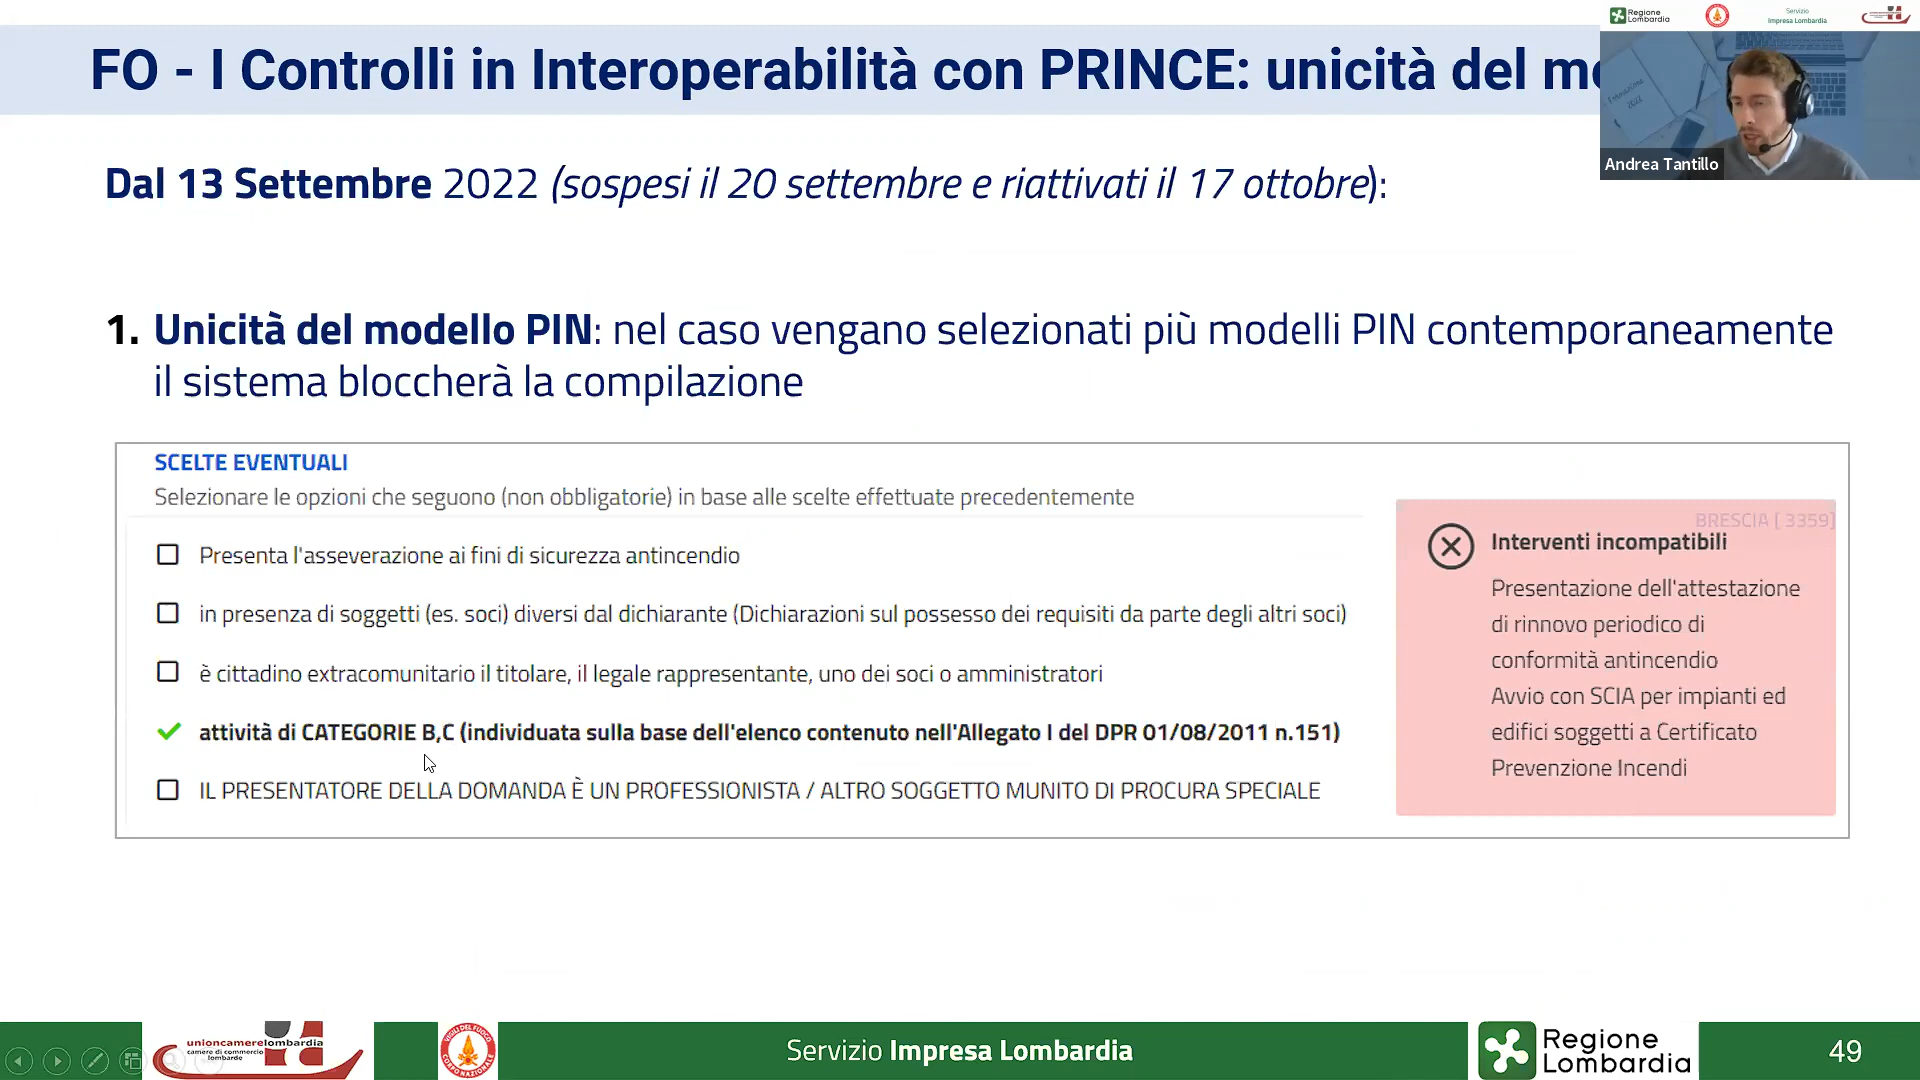 FO - I Controlli in Interoperabilità con PRINCE: unicità del mo
Regione
Lombardia
Servizio
Impresa Lombardia
Andrea Tantillo
Dal 13 Settembre 2022 (sospesi il 20 settembre e riattivati il 17 ottobre):
1. Unicità del modello PIN: nel caso vengano selezionati più modelli PIN contemporaneamente
il sistema bloccherà la compilazione
SCELTE EVENTUALI
Selezionare le opzioni che seguono (non obbligatorie) in base alle scelte effettuate precedentemente
Presenta l'asseverazione ai fini di sicurezza antincendio
in presenza di soggetti (es. soci) diversi dal dichiarante (Dichiarazioni sul possesso dei requisiti da parte degli altri soci)
è cittadino extracomunitario il titolare, il legale rappresentante, uno dei soci o amministratori
attività di CATEGORIE B,C (individuata sulla base dell'elenco contenuto nell'Allegato I del DPR 01/08/2011 n.151)
IL PRESENTATORE DELLA DOMANDA È UN PROFESSIONISTA / ALTRO SOGGETTO MUNITO DI PROCURA SPECIALE
BRESCIA [ 3359]
Interventi incompatibili
Presentazione dell'attestazione
di rinnovo periodico di
conformità antincendio
Avvio con SCIA per impianti ed
edifici soggetti a Certificato
Prevenzione Incendi
unioncamerelombardia
camere di commercio
lombarde
VIGILI DEL FUOCO
CORPO NAZIONALE
Servizio Impresa Lombardia
Regione
Lombardia
49